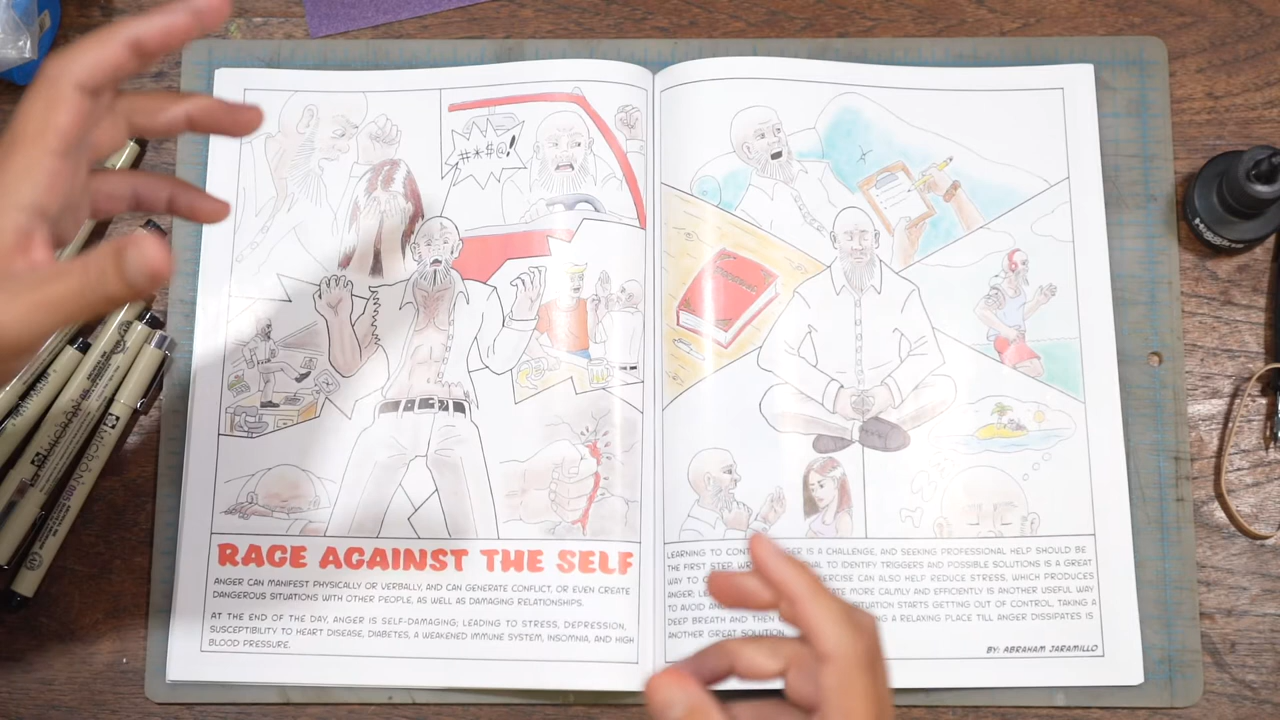 #*$@!
JOURNAL
RAGE AGAINST THE SELF
ANGER CAN MANIFEST PHYSICALLY OR VERBALLY, AND CAN GENERATE CONFLICT, OR EVEN CREATE
DANGEROUS SITUATIONS WITH OTHER PEOPLE, AS WELL AS DAMAGING RELATIONSHIPS.
AT THE END OF THE DAY, ANGER IS SELF-DAMAGING; LEADING TO STRESS, DEPRESSION,
SUSCEPTIBILITY TO HEART DISEASE, DIABETES, A WEAKENED IMMUNE SYSTEM, INSOMNIA, AND HIGH
BLOOD PRESSURE.
LEARNING TO IS A CHALLENGE, AND SEEKING PROFESSIONAL HELP SHOULD BE
THE FIRST STEP. TO IDENTIFY TRIGGERS AND POSSIBLE SOLUTIONS IS A GREAT
WAY TO CAN ALSO HELP REDUCE STRESS, WHICH PRODUCES
ANGER. MORE CALMLY AND EFFICIENTLY IS ANOTHER USEFUL WAY
TO AVOID SITUATION STARTS GETTING OUT OF CONTROL, TAKING A
DEEP BREATH AND THEN A RELAXING PLACE TILL ANGER DISSIPATES IS
ANOTHER GREAT SOLUTION.
BY: ABRAHAM JARAMILLO
MICRON
MICRON
005